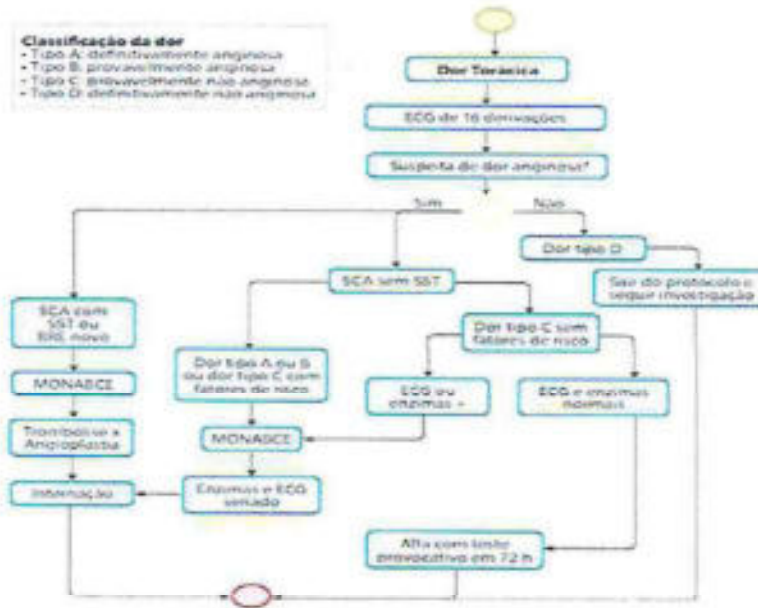 Classificação da dor
- Tipo A: definitivamente anginosa
- Tipo B: provavelmente anginosa
- Tipo C: provavelmente não anginosa
- Tipo D: definitivamente não anginosa
Dor Torácica
ECG de 16 derivações
Suspeita de dor anginosa?
Sim
Não
Dor tipo D
SCA sem SST
Sai do protocolo e
seguir investigação
SCA com
SST ou
BRE novo
Dor tipo C sem
fatores de risco
Dor tipo A ou B
ou dor tipo C com
fatores de risco
MONABCE
ECG ou
enzimas +
ECG e enzimas
normais
Trombólise x
Angioplastia
MONABCE
Internação
Enzimas e ECG
seriado
Alta com teste
provocativo em 72 h